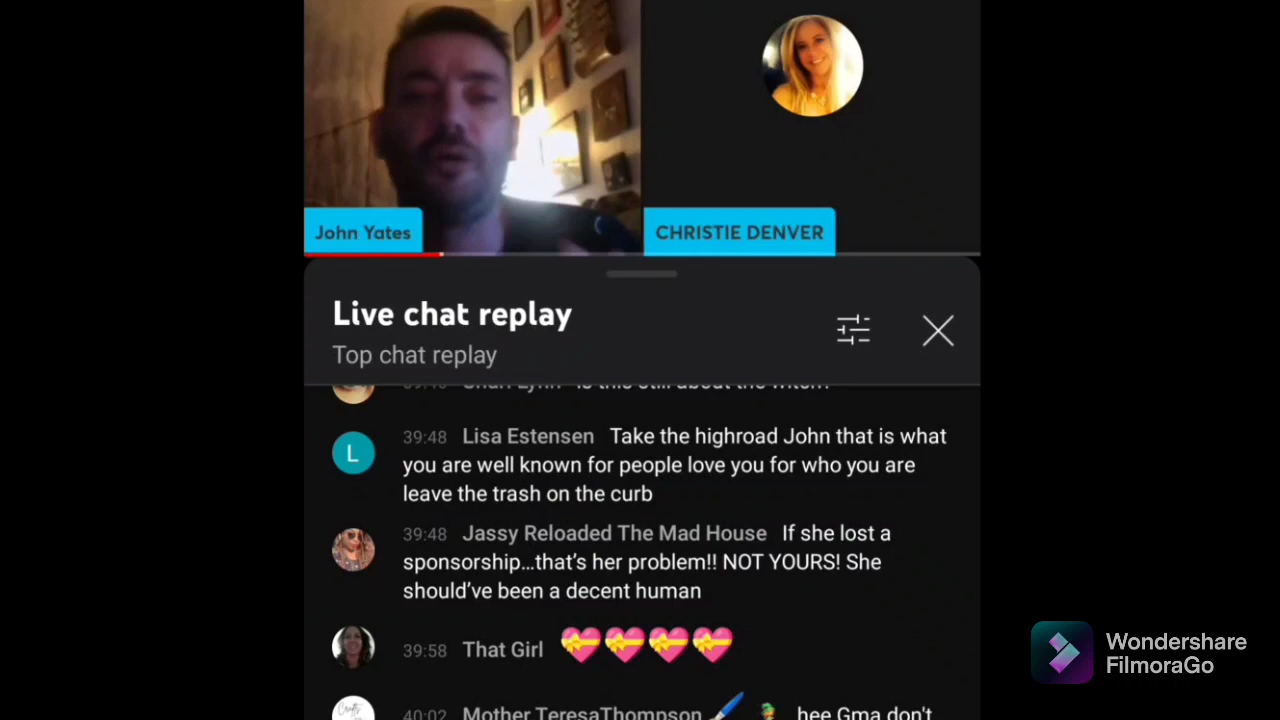 John Yates
CHRISTIE DENVER
Live chat replay
Top chat replay
Lisa Estensen
39:48 Lisa Estensen Take the highroad John that is what
you are well known for people love you for who you are
leave the trash on the curb
L
39:48 Jassy Reloaded The Mad House If she lost a
sponsorship…that's her problem!! NOT YOURS! She
should've been a decent human
39:58 That Girl 💝💝💝💝
40:02 Mother TeresaThompson hee Gma don't
Wondershare
FilmoraGo